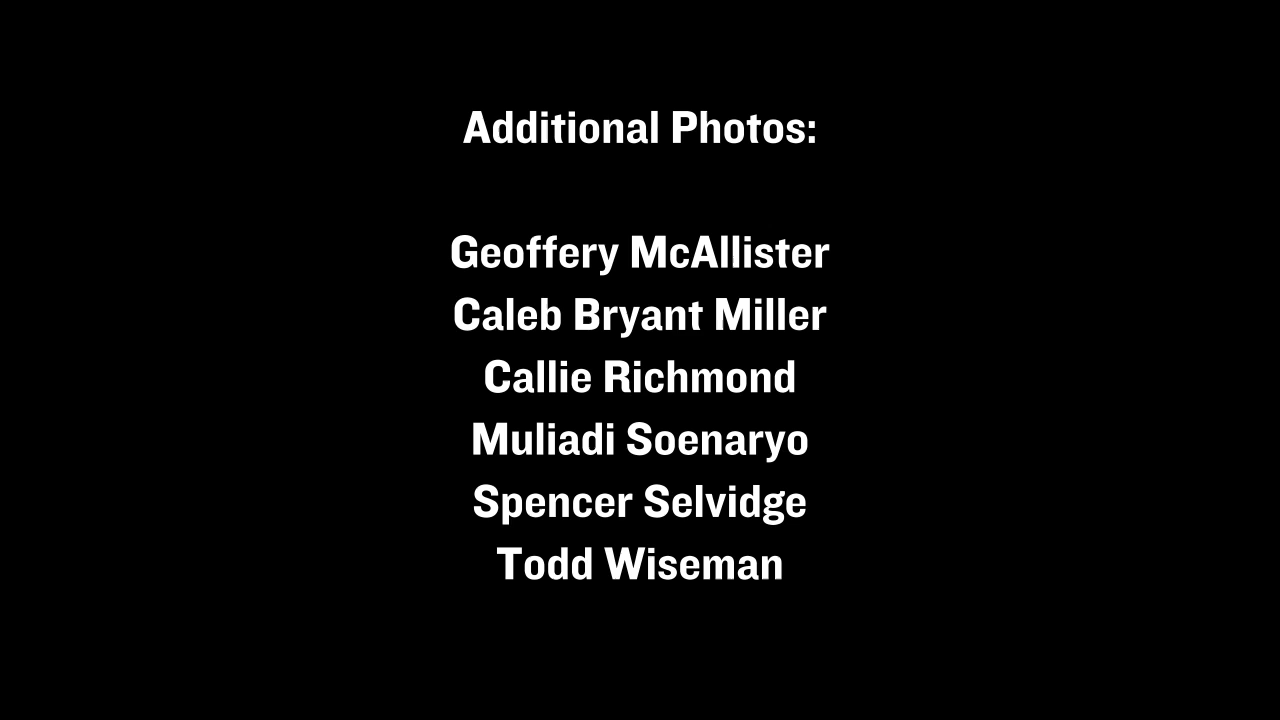 Additional Photos:
Geoffery McAllister
Caleb Bryant Miller
Callie Richmond
Muliadi Soenaryo
Spencer Selvidge
Todd Wiseman